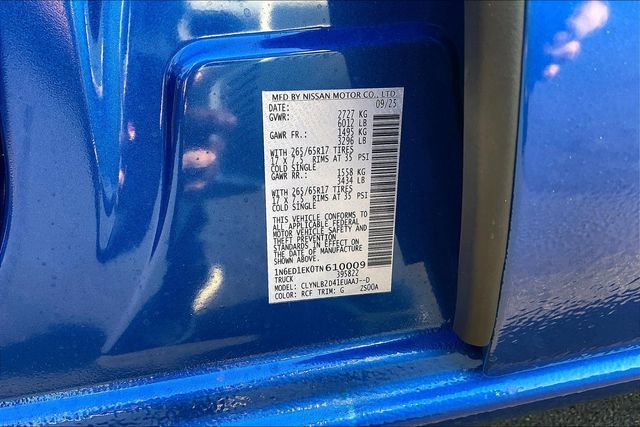 MFD BY NISSAN MOTOR CO., LTD.
DATE: 09/25
GVWR: 2727 KG
6012 LB
GAWR FR.: 1495 KG
3296 LB
WITH 265/65R17 TIRES
17 X 7.5 RIMS AT 35 PSI
COLD SINGLE
GAWR RR.: 1558 KG
3434 LB
WITH 265/65R17 TIRES
17 X 7.5 RIMS AT 35 PSI
COLD SINGLE
THIS VEHICLE CONFORMS TO
ALL APPLICABLE FEDERAL
MOTOR VEHICLE SAFETY AND
THEFT PREVENTION
STANDARDS IN EFFECT ON
THE DATE OF MANUFACTURE
SHOWN ABOVE.
1N6ED1EK0TN610009
TRUCK 395822
MODEL: CLYNLB2D41EUAAJ--D
COLOR: RCF TRIM: G 2S00A